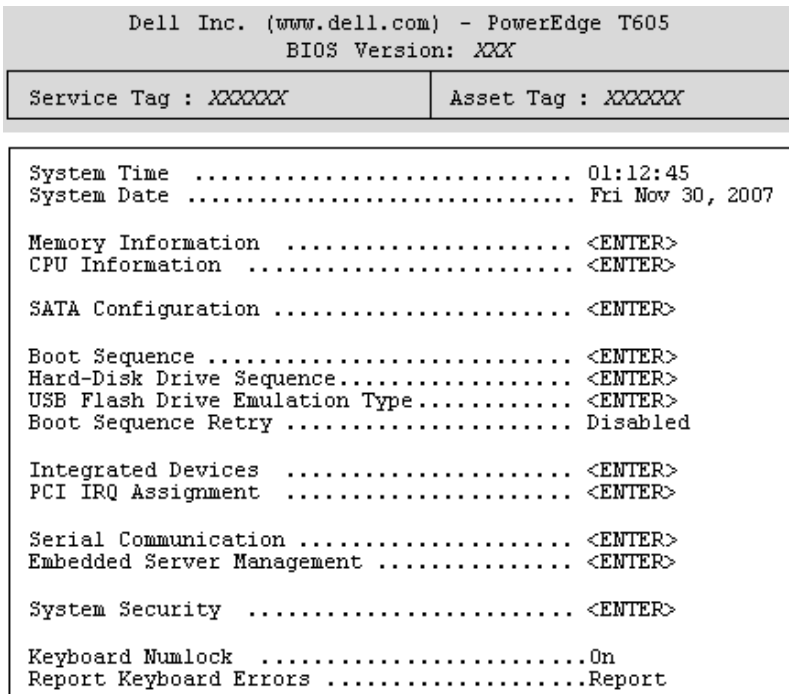 Dell Inc. (www.dell.com) - PowerEdge T605
BIOS Version: XXX
Service Tag : XXXXXX Asset Tag : XXXXXX
System Time .............................. 01:12:45
System Date ................................ Fri Nov 30, 2007
Memory Information ...................... <ENTER>
CPU Information ......................... <ENTER>
SATA Configuration ....................... <ENTER>
Boot Sequence ............................ <ENTER>
Hard-Disk Drive Sequence.................. <ENTER>
USB Flash Drive Emulation Type............ <ENTER>
Boot Sequence Retry ...................... Disabled
Integrated Devices ...................... <ENTER>
PCI IRQ Assignment ...................... <ENTER>
Serial Communication ..................... <ENTER>
Embedded Server Management ............... <ENTER>
System Security ......................... <ENTER>
Keyboard Numlock .........................On
Report Keyboard Errors ....................Report